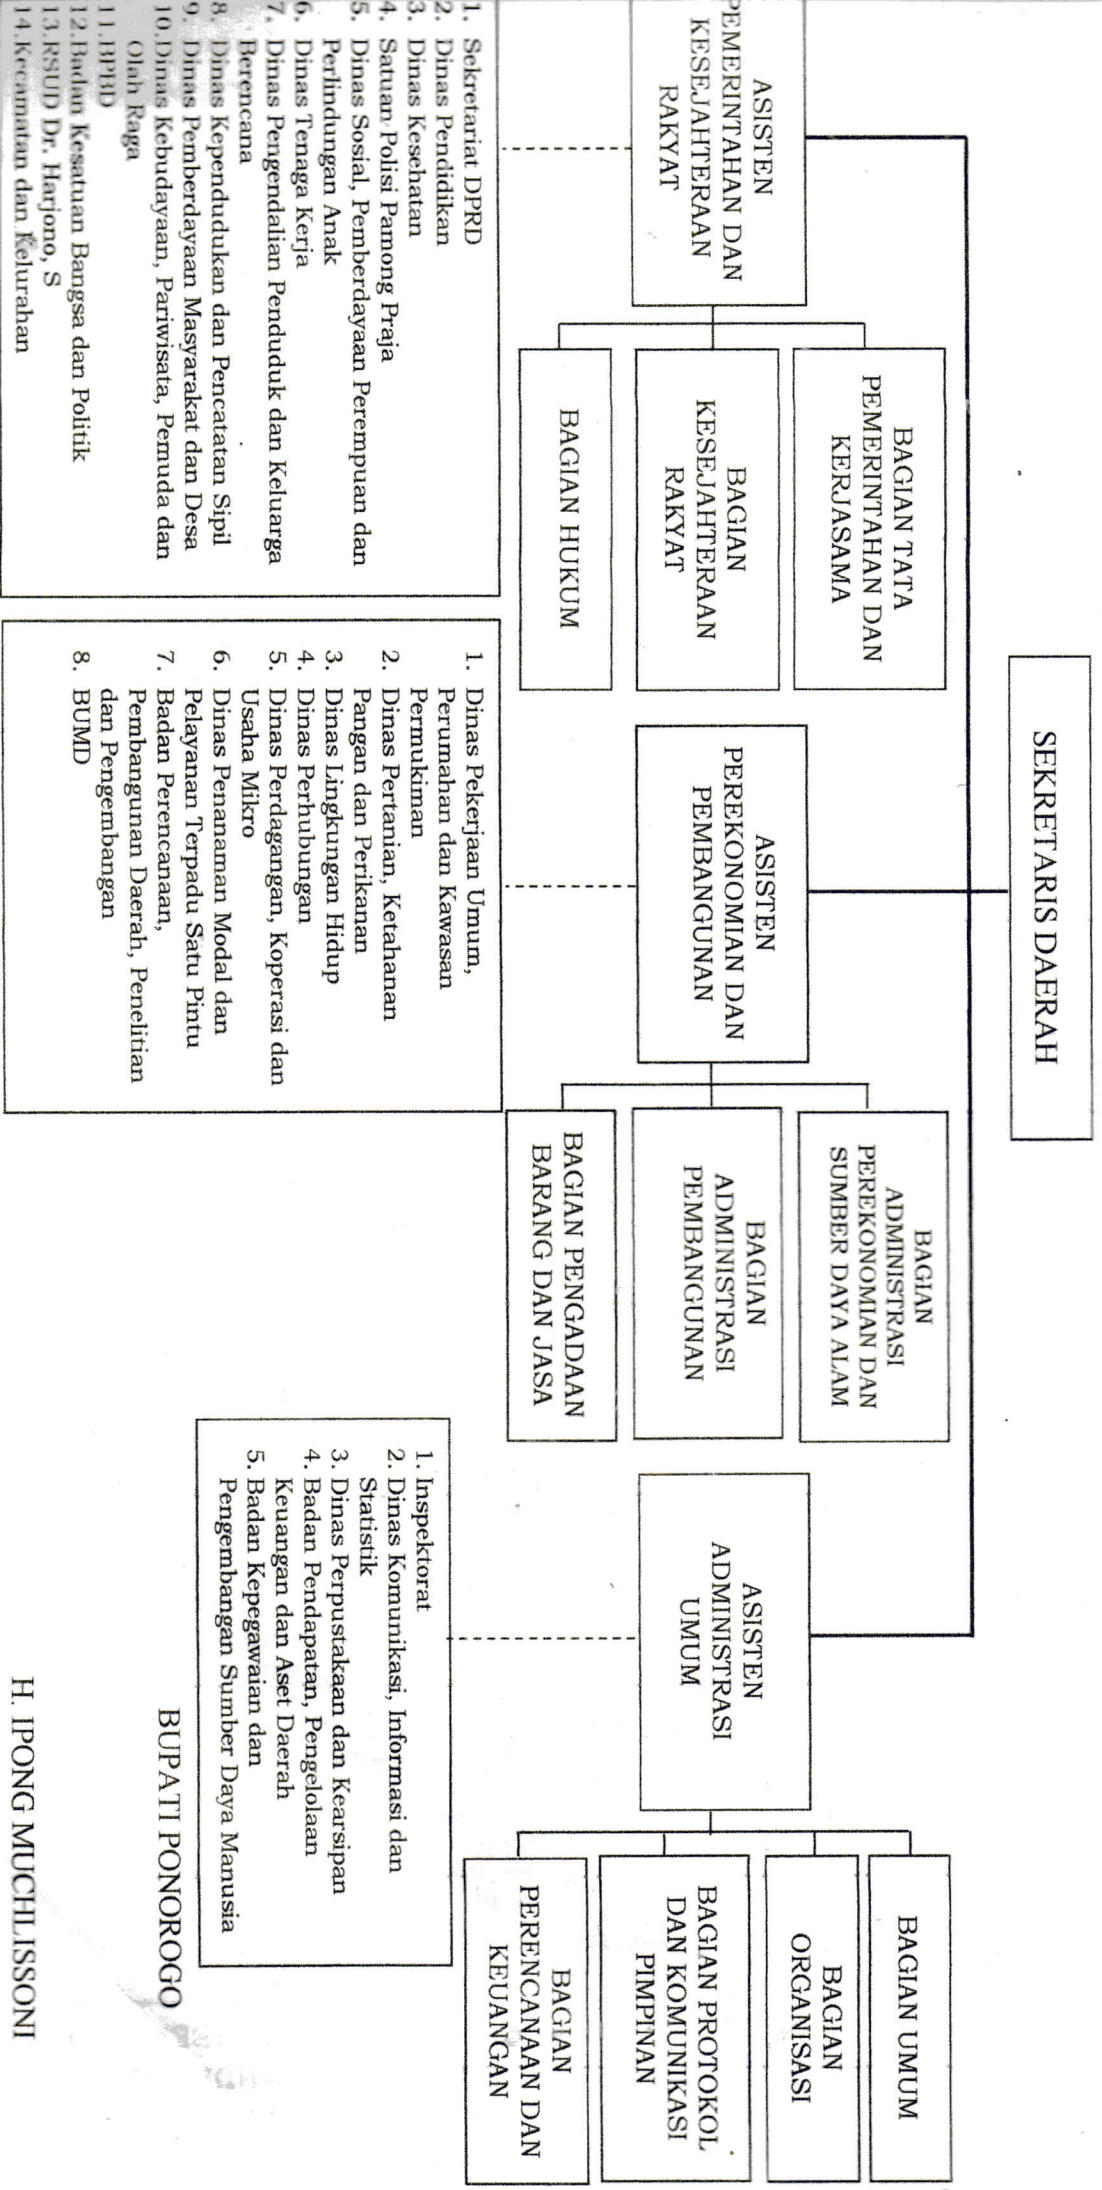 SEKRETARIS DAERAH
ASISTEN
PEMERINTAHAN DAN
KESEJAHTERAAN
RAKYAT
BAGIAN TATA
PEMERINTAHAN DAN
KERJASAMA
BAGIAN
KESEJAHTERAAN
RAKYAT
BAGIAN HUKUM
1. Sekretariat DPRD
2. Dinas Pendidikan
3. Dinas Kesehatan
4. Satuan Polisi Pamong Praja
5. Dinas Sosial, Pemberdayaan Perempuan dan
Perlindungan Anak
6. Dinas Tenaga Kerja
7. Dinas Pengendalian Penduduk dan Keluarga
Berencana
8. Dinas Kependudukan dan Pencatatan Sipil
9. Dinas Pemberdayaan Masyarakat dan Desa
10. Dinas Kebudayaan, Pariwisata, Pemuda dan
Olah Raga
11. BPBD
12. Badan Kesatuan Bangsa dan Politik
13. RSUD Dr. Harjono, S
14. Kecamatan dan Kelurahan
ASISTEN
PEREKONOMIAN DAN
PEMBANGUNAN
BAGIAN
ADMINISTRASI
PEREKONOMIAN DAN
SUMBER DAYA ALAM
BAGIAN
ADMINISTRASI
PEMBANGUNAN
BAGIAN PENGADAAN
BARANG DAN JASA
1. Dinas Pekerjaan Umum,
Perumahan dan Kawasan
Permukiman
2. Dinas Pertanian, Ketahanan
Pangan dan Perikanan
3. Dinas Lingkungan Hidup
4. Dinas Perhubungan
5. Dinas Perdagangan, Koperasi dan
Usaha Mikro
6. Dinas Penanaman Modal dan
Pelayanan Terpadu Satu Pintu
7. Badan Perencanaan,
Pembangunan Daerah, Penelitian
dan Pengembangan
8. BUMD
ASISTEN
ADMINISTRASI
UMUM
BAGIAN UMUM
BAGIAN
ORGANISASI
BAGIAN PROTOKOL
DAN KOMUNIKASI
PIMPINAN
BAGIAN
PERENCANAAN DAN
KEUANGAN
1. Inspektorat
2. Dinas Komunikasi, Informasi dan
Statistik
3. Dinas Perpustakaan dan Kearsipan
4. Badan Pendapatan, Pengelolaan
Keuangan dan Aset Daerah
5. Badan Kepegawaian dan
Pengembangan Sumber Daya Manusia
BUPATI PONOROGO
H. IPONG MUCHLISSONI